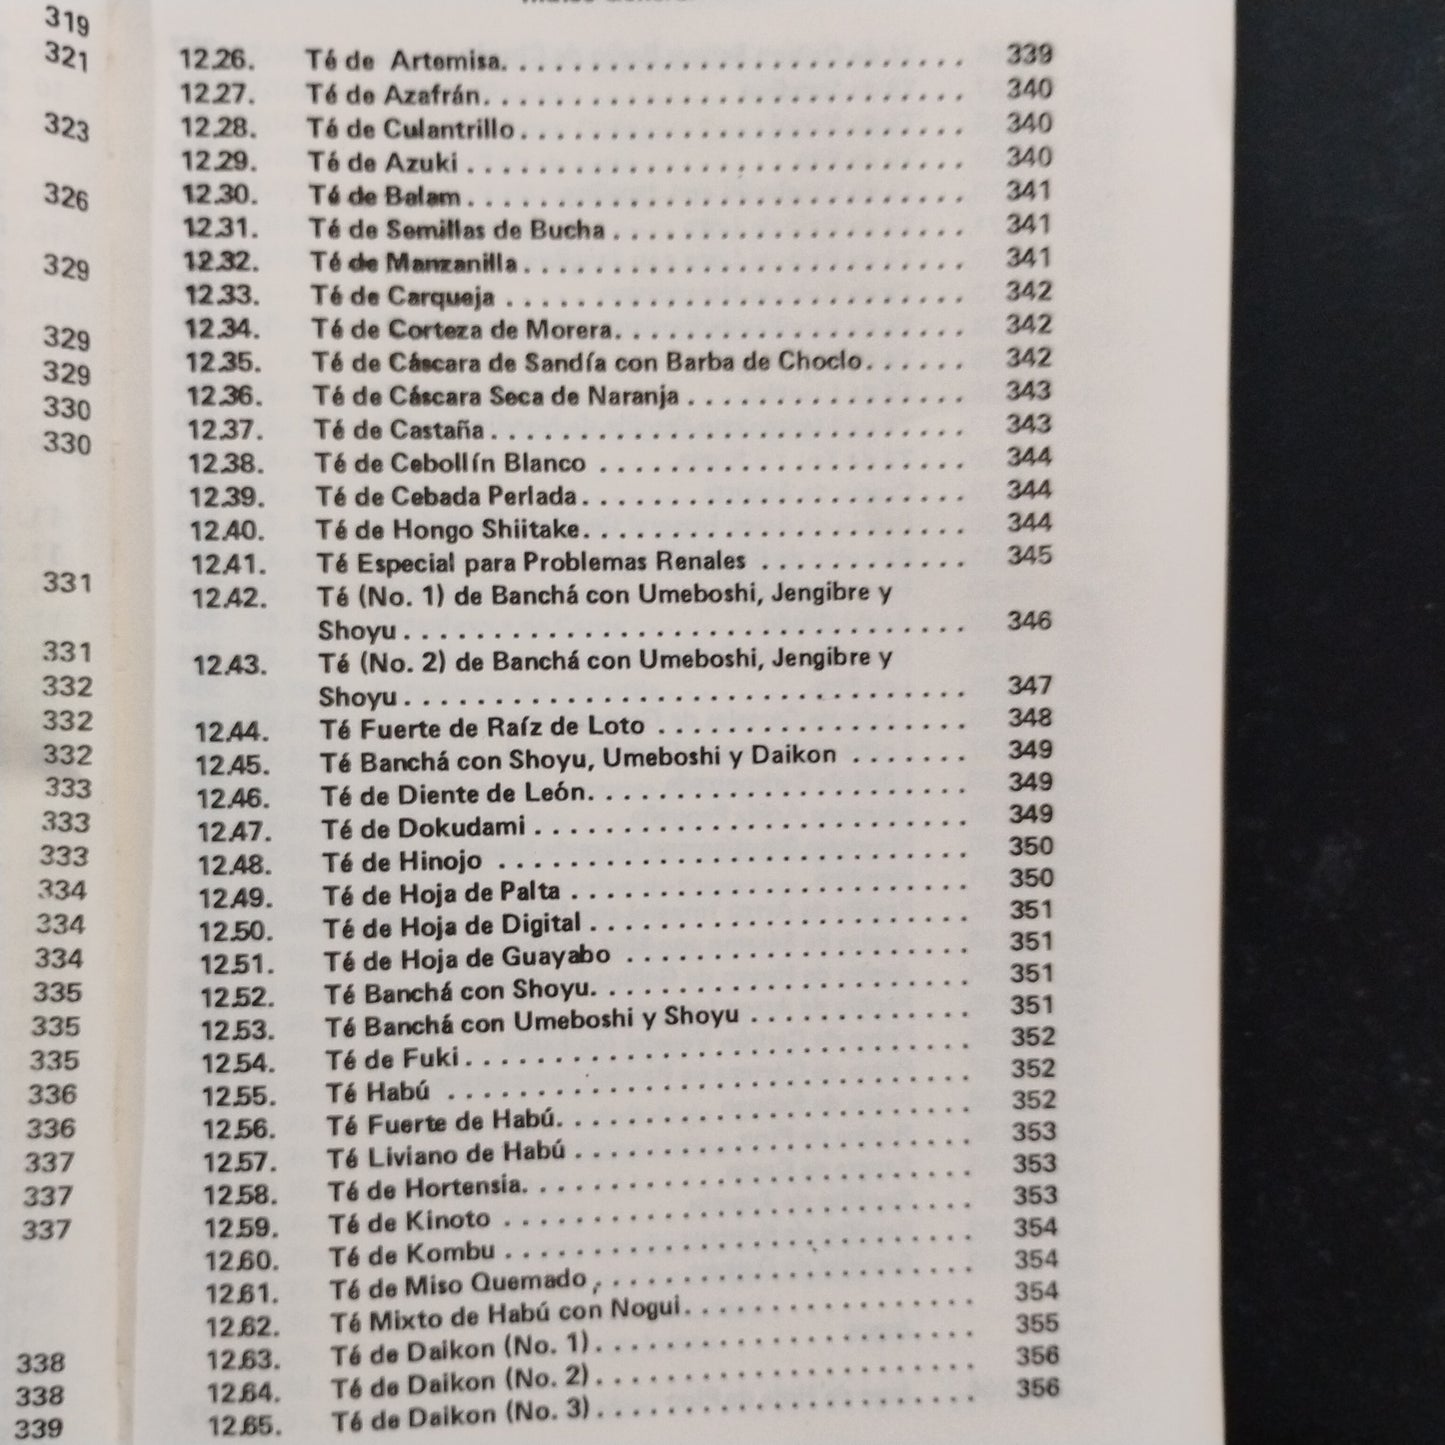 319
321
323
326
329
329
329
330
330
331
331
332
332
332
333
333
333
334
334
334
335
335
335
336
336
337
337
337
338
338
339
12.26. Té de Artemisa. . . . . . . . . . . . . . . . . . . . . . . . . . 339
12.27. Té de Azafrán. . . . . . . . . . . . . . . . . . . . . . . . . . . 340
12.28. Té de Culantrillo . . . . . . . . . . . . . . . . . . . . . . . . . 340
12.29. Té de Azuki . . . . . . . . . . . . . . . . . . . . . . . . . . . . 340
12.30. Té de Balam . . . . . . . . . . . . . . . . . . . . . . . . . . . . 341
12.31. Té de Semillas de Bucha . . . . . . . . . . . . . . . . . . . . 341
12.32. Té de Manzanilla . . . . . . . . . . . . . . . . . . . . . . . . . 341
12.33. Té de Carqueja . . . . . . . . . . . . . . . . . . . . . . . . . . 342
12.34. Té de Corteza de Morera. . . . . . . . . . . . . . . . . . . . 342
12.35. Té de Cáscara de Sandía con Barba de Choclo . . . . . . 342
12.36. Té de Cáscara Seca de Naranja . . . . . . . . . . . . . . . . 343
12.37. Té de Castaña . . . . . . . . . . . . . . . . . . . . . . . . . . . 343
12.38. Té de Cebollín Blanco . . . . . . . . . . . . . . . . . . . . . 344
12.39. Té de Cebada Perlada . . . . . . . . . . . . . . . . . . . . . . 344
12.40. Té de Hongo Shiitake. . . . . . . . . . . . . . . . . . . . . . 344
12.41. Té Especial para Problemas Renales . . . . . . . . . . . . 345
12.42. Té (No. 1) de Banchá con Umeboshi, Jengibre y
Shoyu . . . . . . . . . . . . . . . . . . . . . . . . . . . . . . . . 346
12.43. Té (No. 2) de Banchá con Umeboshi, Jengibre y
Shoyu . . . . . . . . . . . . . . . . . . . . . . . . . . . . . . . . 347
12.44. Té Fuerte de Raíz de Loto . . . . . . . . . . . . . . . . . . 348
12.45. Té Banchá con Shoyu, Umeboshi y Daikon . . . . . . . 349
12.46. Té de Diente de León. . . . . . . . . . . . . . . . . . . . . . 349
12.47. Té de Dokudami . . . . . . . . . . . . . . . . . . . . . . . . . 349
12.48. Té de Hinojo . . . . . . . . . . . . . . . . . . . . . . . . . . . 350
12.49. Té de Hoja de Palta . . . . . . . . . . . . . . . . . . . . . . . 350
12.50. Té de Hoja de Digital . . . . . . . . . . . . . . . . . . . . . . 351
12.51. Té de Hoja de Guayabo . . . . . . . . . . . . . . . . . . . . 351
12.52. Té Banchá con Shoyu. . . . . . . . . . . . . . . . . . . . . . 351
12.53. Té Banchá con Umeboshi y Shoyu . . . . . . . . . . . . . 351
12.54. Té de Fuki . . . . . . . . . . . . . . . . . . . . . . . . . . . . . 352
12.55. Té Habú . . . . . . . . . . . . . . . . . . . . . . . . . . . . . . 352
12.56. Té Fuerte de Habú. . . . . . . . . . . . . . . . . . . . . . . . 352
12.57. Té Liviano de Habú . . . . . . . . . . . . . . . . . . . . . . . 353
12.58. Té de Hortensia. . . . . . . . . . . . . . . . . . . . . . . . . . 353
12.59. Té de Kinoto . . . . . . . . . . . . . . . . . . . . . . . . . . . 353
12.60. Té de Kombu . . . . . . . . . . . . . . . . . . . . . . . . . . . 354
12.61. Té de Miso Quemado , . . . . . . . . . . . . . . . . . . . . . 354
12.62. Té Mixto de Habú con Nogui. . . . . . . . . . . . . . . . . 354
12.63. Té de Daikon (No. 1) . . . . . . . . . . . . . . . . . . . . . . 355
12.64. Té de Daikon (No. 2) . . . . . . . . . . . . . . . . . . . . . . 356
12.65. Té de Daikon (No. 3) . . . . . . . . . . . . . . . . . . . . . . 356